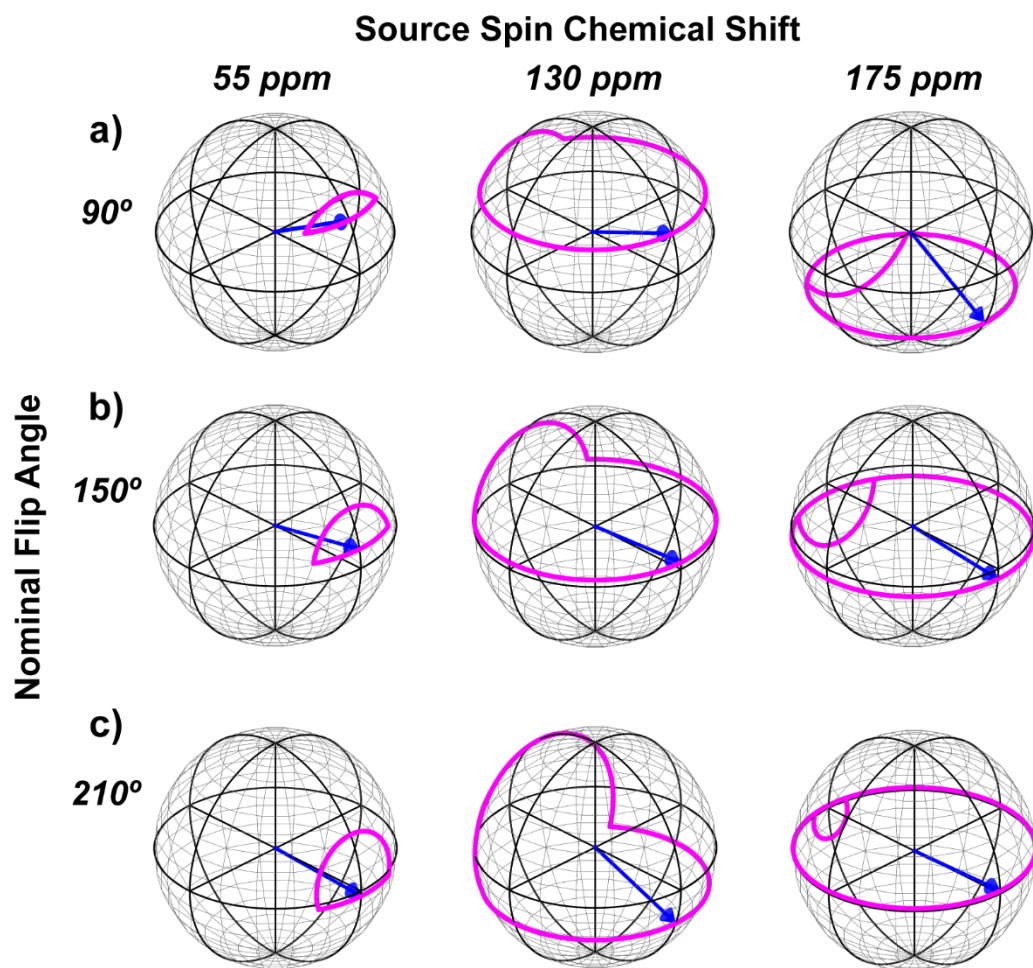 Source Spin Chemical Shift
55 ppm 130 ppm 175 ppm
a)
90º
b)
150º
c)
210º
Nominal Flip Angle